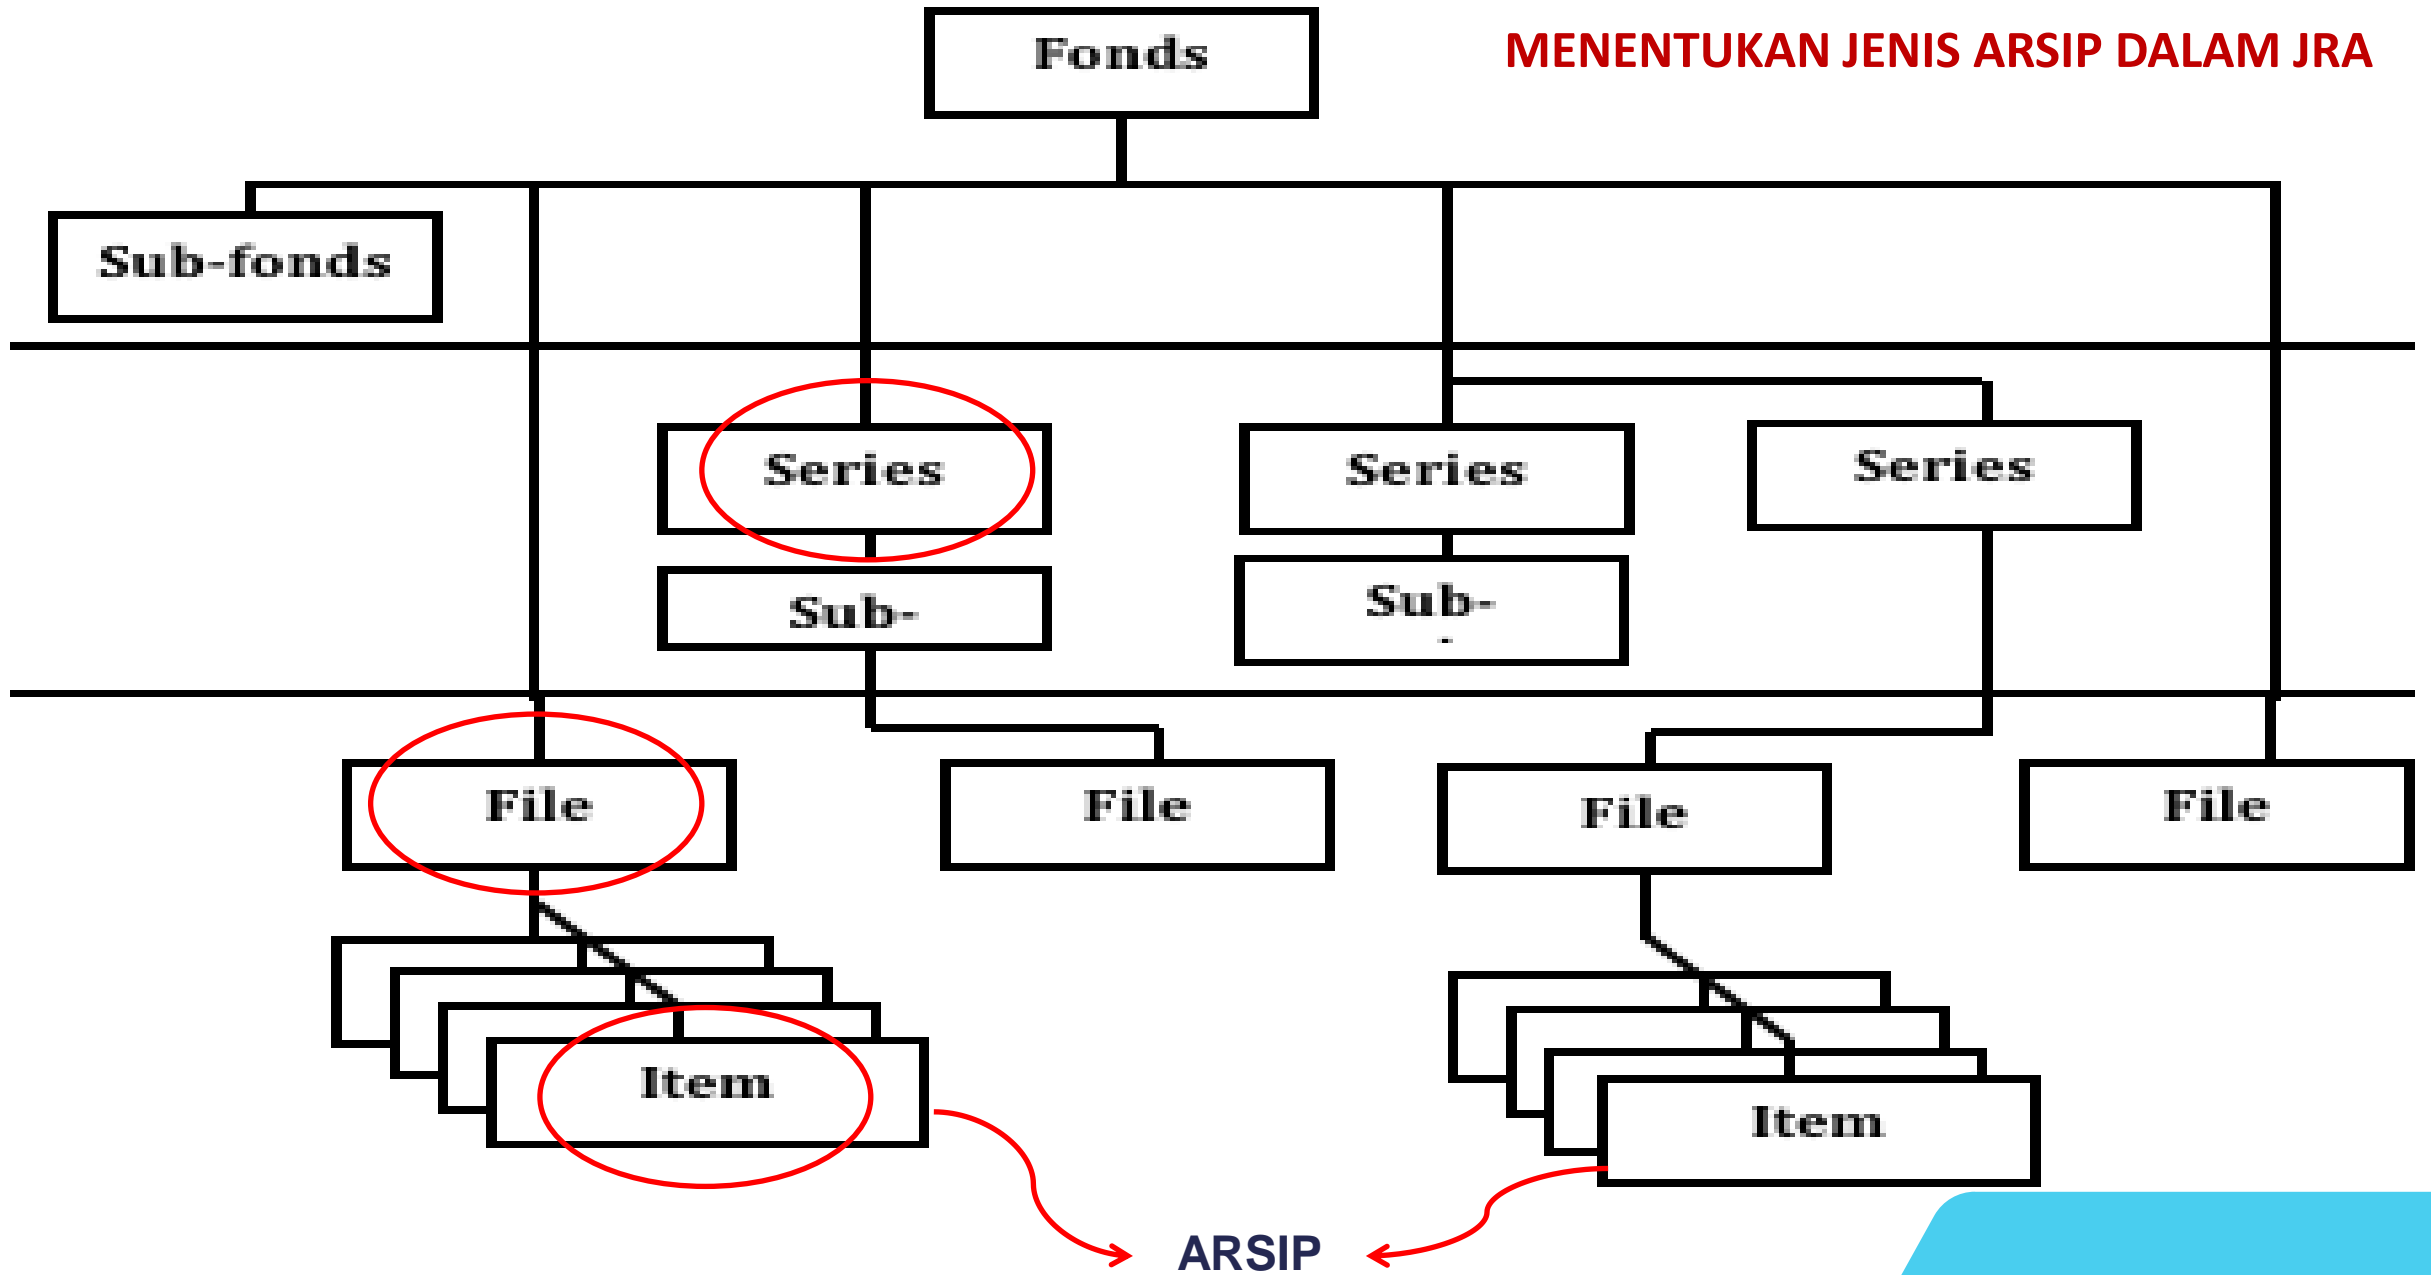 Fonds
MENENTUKAN JENIS ARSIP DALAM JRA
Sub-fonds
Series
Series
Series
Sub-
Sub-
File
File
File
File
Item
Item
ARSIP